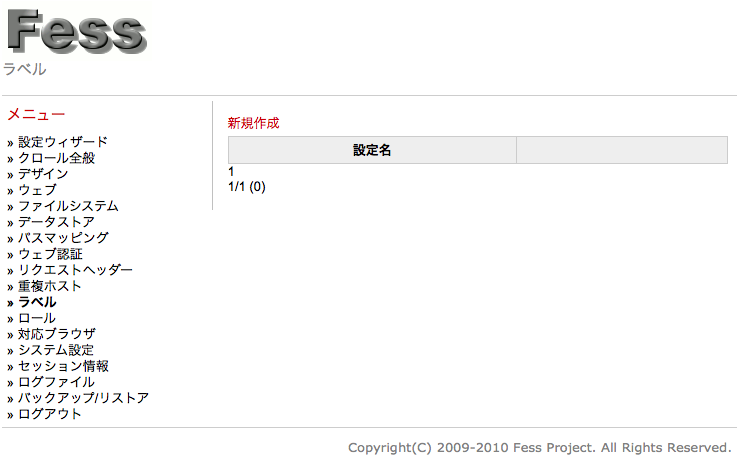 Fess
ラベル
メニュー
» 設定ウィザード
» クロール全般
» デザイン
» ウェブ
» ファイルシステム
» データストア
» パスマッピング
» ウェブ認証
» リクエストヘッダー
» 重複ホスト
» ラベル
» ロール
» 対応ブラウザ
» システム設定
» セッション情報
» ログファイル
» バックアップ/リストア
» ログアウト
新規作成
設定名
1
1/1 (0)
Copyright(C) 2009-2010 Fess Project. All Rights Reserved.